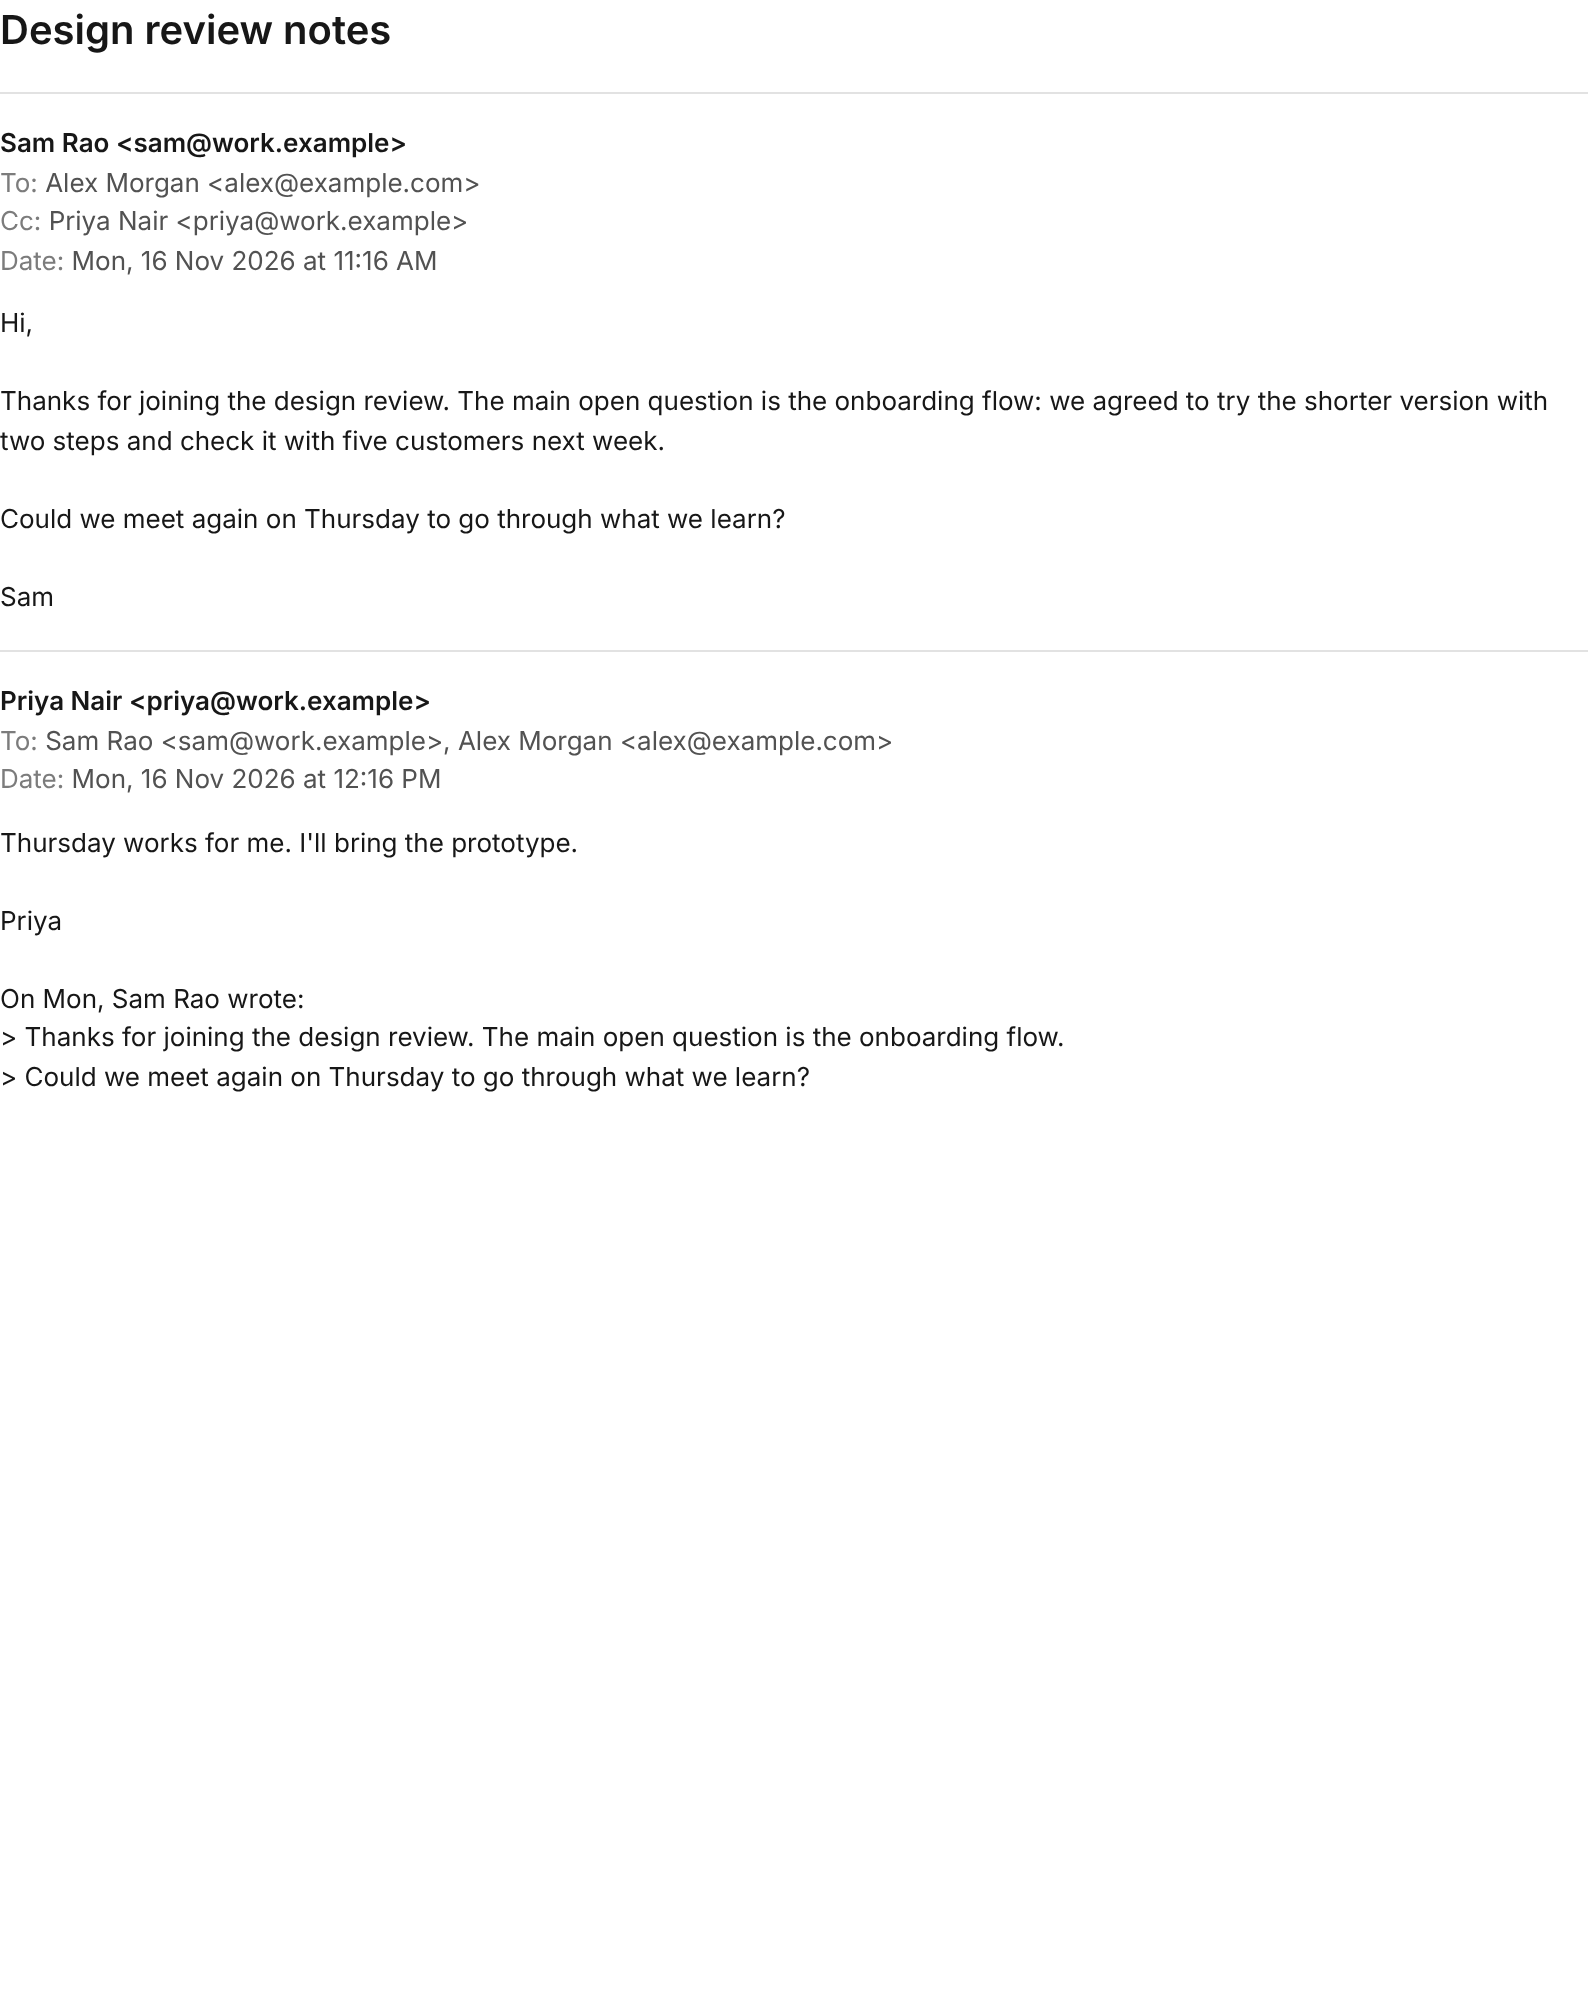 Design review notes
Sam Rao <sam@work.example>
To: Alex Morgan <alex@example.com>
Cc: Priya Nair <priya@work.example>
Date: Mon, 16 Nov 2026 at 11:16 AM
Hi,
Thanks for joining the design review. The main open question is the onboarding flow: we agreed to try the shorter version with
two steps and check it with five customers next week.
Could we meet again on Thursday to go through what we learn?
Sam
Priya Nair <priya@work.example>
To: Sam Rao <sam@work.example>, Alex Morgan <alex@example.com>
Date: Mon, 16 Nov 2026 at 12:16 PM
Thursday works for me. I'll bring the prototype.
Priya
On Mon, Sam Rao wrote:
> Thanks for joining the design review. The main open question is the onboarding flow.
> Could we meet again on Thursday to go through what we learn?